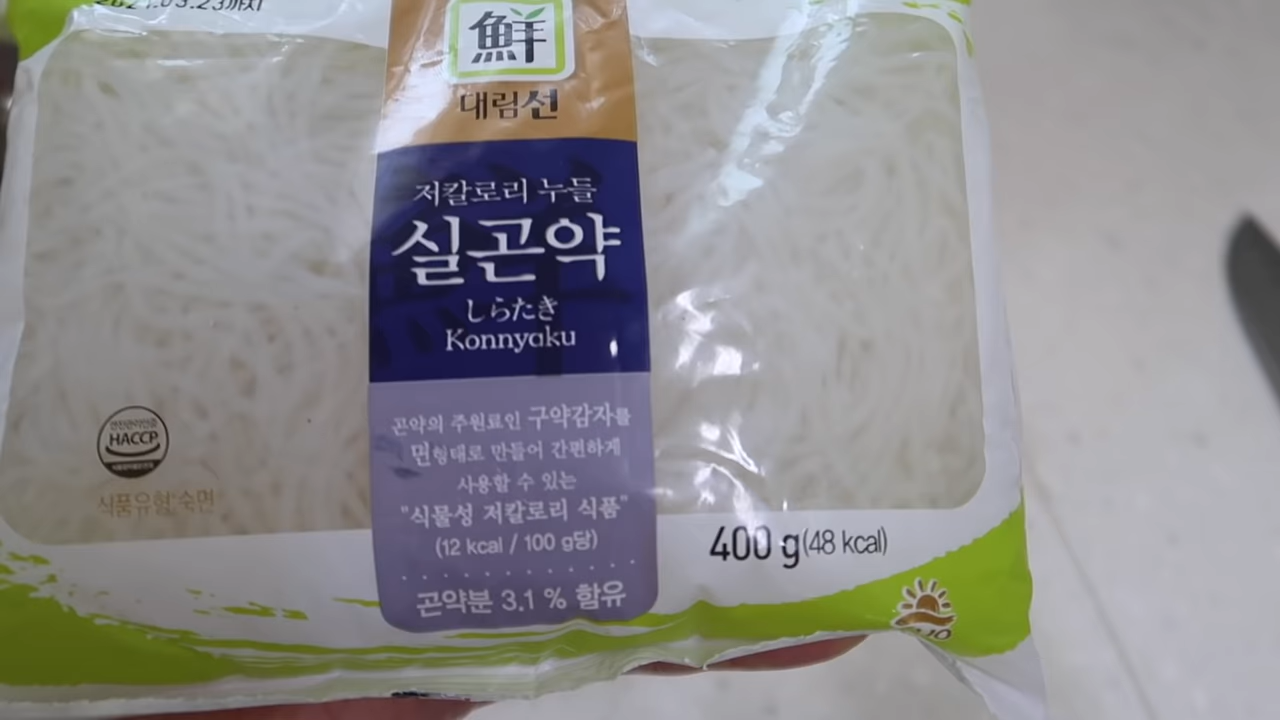 鮮
대림선
저칼로리 누들
실곤약
しらたき
Konnyaku
곤약의 주원료인 구약감자를
면형태로 만들어 간편하게
사용할 수 있는
"식물성 저칼로리 식품"
(12 kcal / 100 g당)
곤약분 3.1 % 함유
HACCP
식품유형:숙면
400 g(48 kcal)